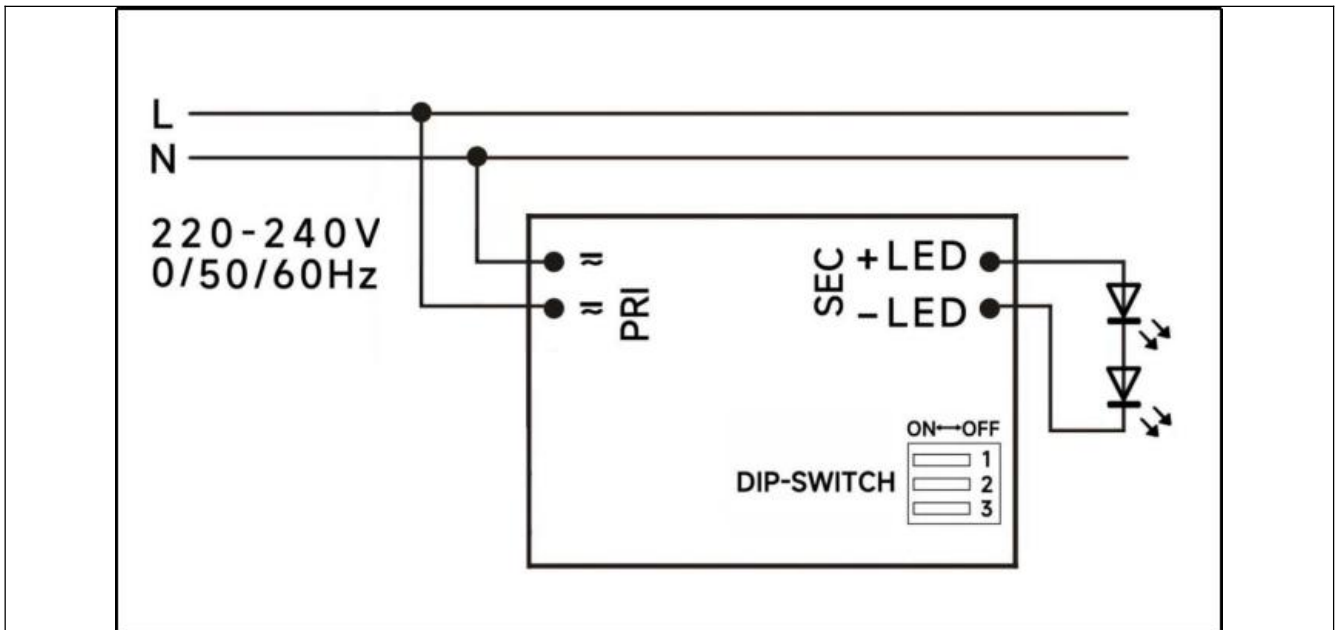 L
N
220-240V
0/50/60Hz
≂
≂
PRI
SEC
+LED
-LED
ON↔OFF
DIP-SWITCH
1
2
3